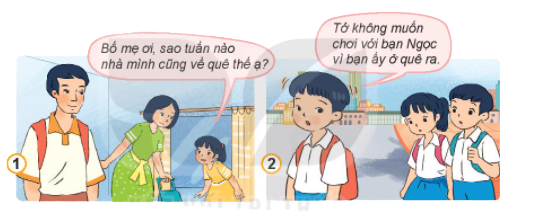 Bố mẹ ơi, sao tuần nào
nhà mình cũng về quê thế ạ?
1
Tớ không muốn
chơi với bạn Ngọc
vì bạn ấy ở quê ra.
2